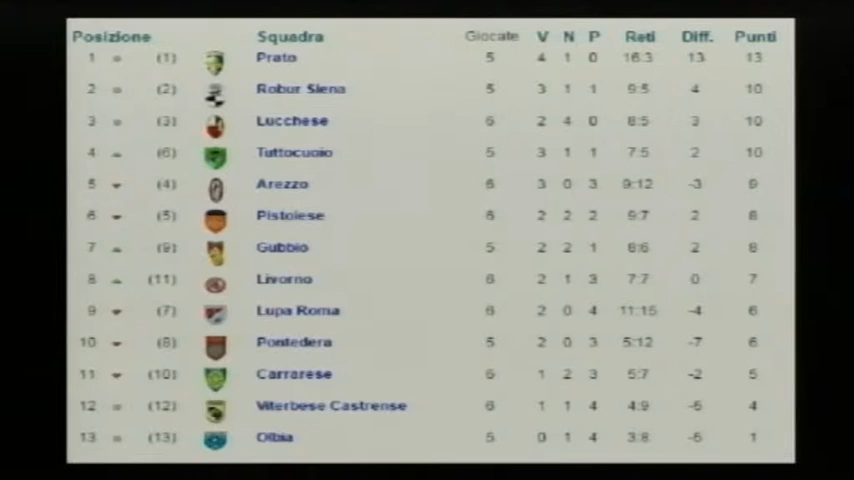 Posizione Squadra Giocate V N P Reti Diff. Punti
1 (1) Prato 5 4 1 0 16:3 13 13
2 (2) Robur Siena 5 3 1 1 9:5 4 10
3 (3) Lucchese 6 2 4 0 8:5 3 10
4 (6) Tuttocuoio 5 3 1 1 7:5 2 10
5 (4) Arezzo 6 3 0 3 9:12 -3 9
6 (5) Pistoiese 6 2 2 2 9:7 2 8
7 (9) Gubbio 5 2 2 1 8:6 2 8
8 (11) Livorno 6 2 1 3 7:7 0 7
9 (7) Lupa Roma 6 2 0 4 11:15 -4 6
10 (8) Pontedera 5 2 0 3 5:12 -7 6
11 (10) Carrarese 6 1 2 3 5:7 -2 5
12 (12) Viterbese Castrense 6 1 1 4 4:9 -5 4
13 (13) Olbia 5 0 1 4 3:8 -5 1